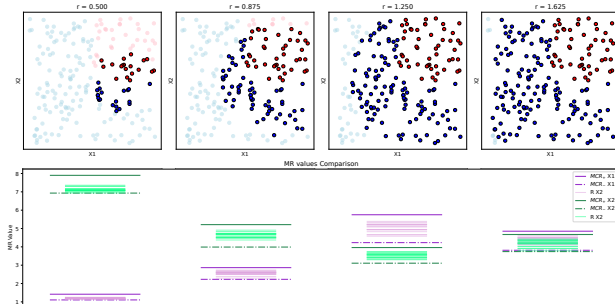 r = 0.500
r = 0.875
r = 1.250
r = 1.625
X2
X2
X2
X2
X1
X1
X1
X1
MR values Comparison
MR Value
8
7
6
5
4
3
2
1
MCR₊ X1
MCR₋ X1
R X2
MCR₊ X2
MCR₋ X2
R X2